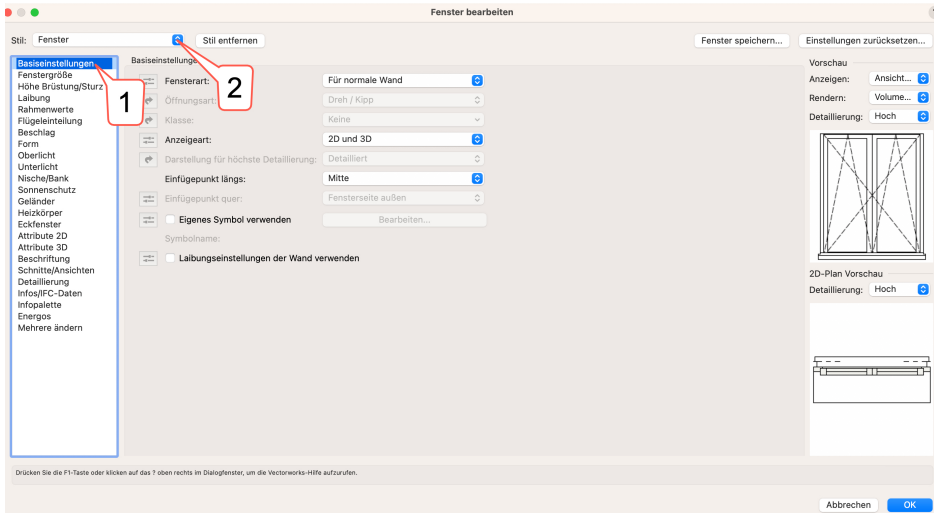 Fenster bearbeiten
Stil: Fenster Stil entfernen Fenster speichern... Einstellungen zurücksetzen...
Basiseinstellungen
Fenstergröße
Höhe Brüstung/Sturz
Laibung
Rahmenwerte
Flügeleinteilung
Beschlag
Form
Oberlicht
Unterlicht
Nische/Bank
Sonnenschutz
Geländer
Heizkörper
Eckfenster
Attribute 2D
Attribute 3D
Beschriftung
Schnitte/Ansichten
Detaillierung
Infos/IFC-Daten
Infopalette
Energos
Mehrere ändern
1
2
Basiseinstellungen
Fensterart: Für normale Wand
Öffnungsart: Dreh / Kipp
Klasse: Keine
Anzeigeart: 2D und 3D
Darstellung für höchste Detaillierung: Detailliert
Einfügepunkt längs: Mitte
Einfügepunkt quer: Fensterseite außen
Eigenes Symbol verwenden Bearbeiten...
Symbolname:
Laibungseinstellungen der Wand verwenden
Vorschau
Anzeigen: Ansicht...
Rendern: Volume...
Detaillierung: Hoch
2D-Plan Vorschau
Detaillierung: Hoch
Drücken Sie die F1-Taste oder klicken auf das ? oben rechts im Dialogfenster, um die Vectorworks-Hilfe aufzurufen.
Abbrechen OK